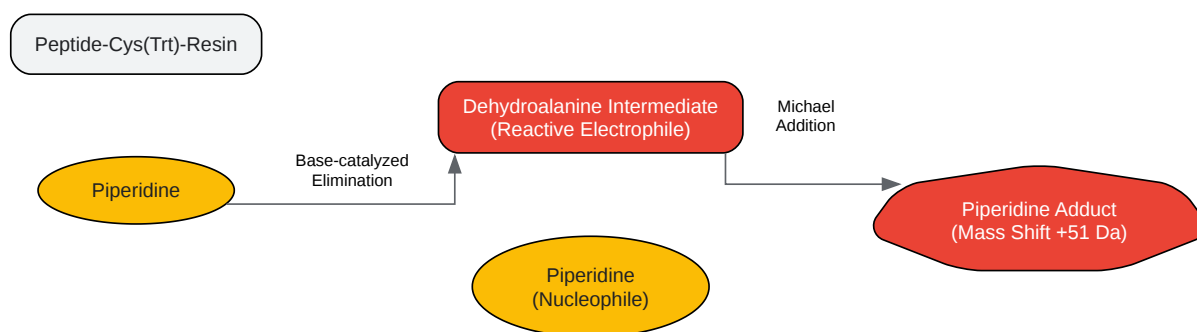 Peptide-Cys(Trt)-Resin
Dehydroalanine Intermediate
(Reactive Electrophile)
Michael
Addition
Base-catalyzed
Elimination
Piperidine
Piperidine Adduct
(Mass Shift +51 Da)
Piperidine
(Nucleophile)